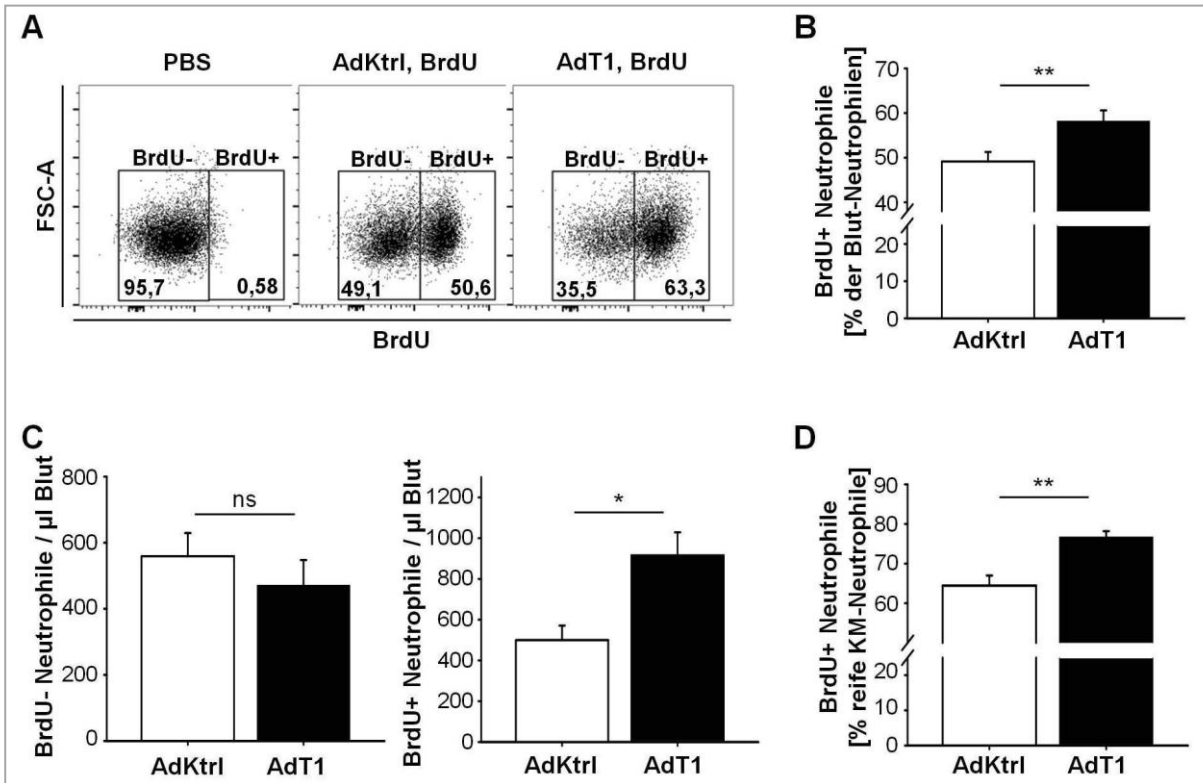 A
PBS
AdKtrl, BrdU
AdT1, BrdU
FSC-A
BrdU-
BrdU+
95,7
0,58
BrdU-
BrdU+
49,1
50,6
BrdU-
BrdU+
35,5
63,3
BrdU
B
BrdU+ Neutrophile
[% der Blut-Neutrophilen]
70
60
50
40
20
10
0
**
AdKtrl
AdT1
C
BrdU- Neutrophile / µl Blut
800
600
400
200
0
ns
AdKtrl
AdT1
BrdU+ Neutrophile / µl Blut
1200
1000
800
600
400
200
0
*
AdKtrl
AdT1
D
BrdU+ Neutrophile
[% reife KM-Neutrophile]
90
80
70
60
20
10
0
**
AdKtrl
AdT1